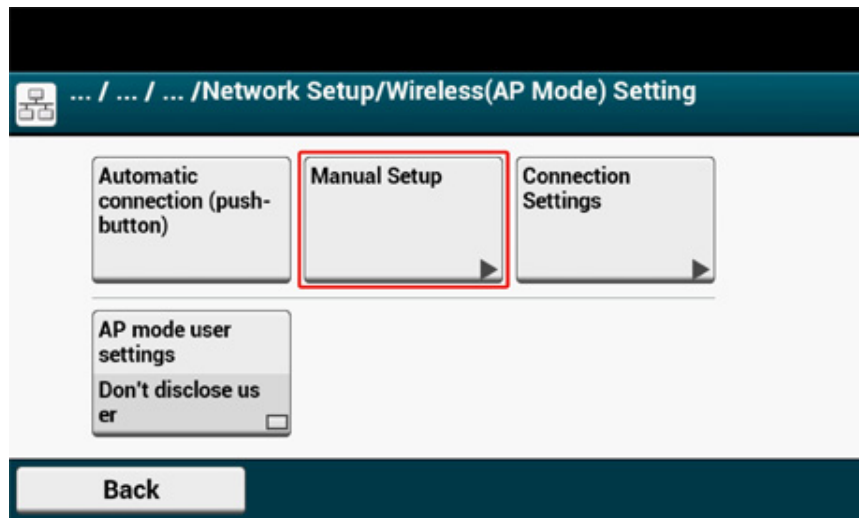 ... / ... / ... /Network Setup/Wireless(AP Mode) Setting
Automatic
connection (push-
button)
Manual Setup
Connection
Settings
AP mode user
settings
Don't disclose us
er
Back